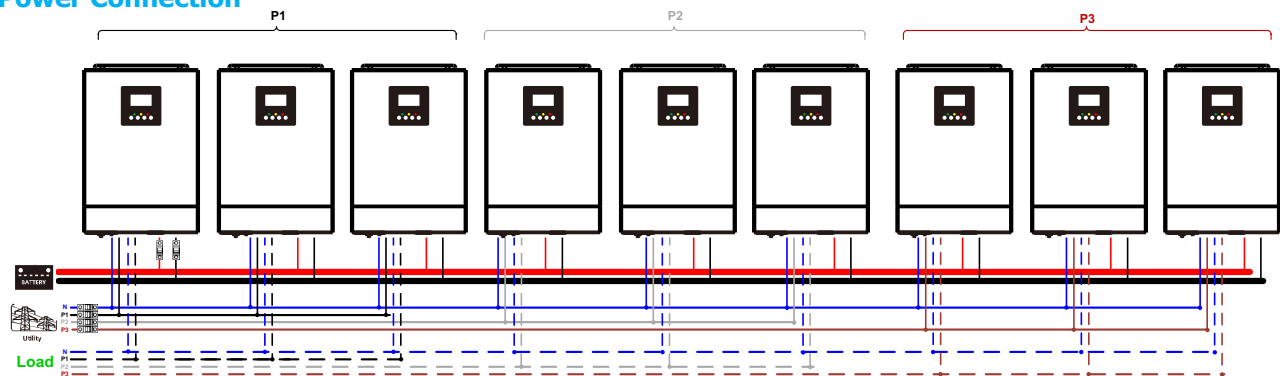 Power Connection
P1
P2
P3
BATTERY
N
P1
P2
P3
Utility
Load
N
P1
P2
P3